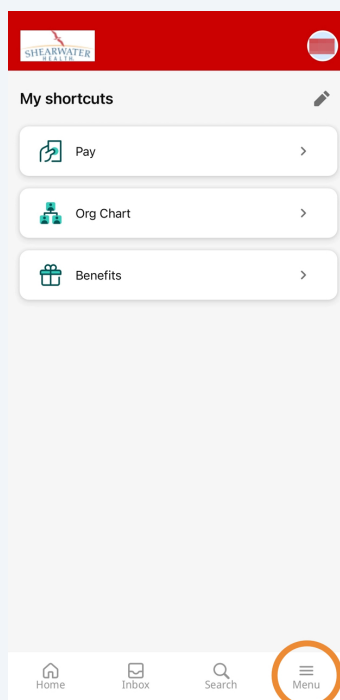 SHEARWATER
HEALTH
My shortcuts
Pay
Org Chart
Benefits
Home
Inbox
Search
Menu